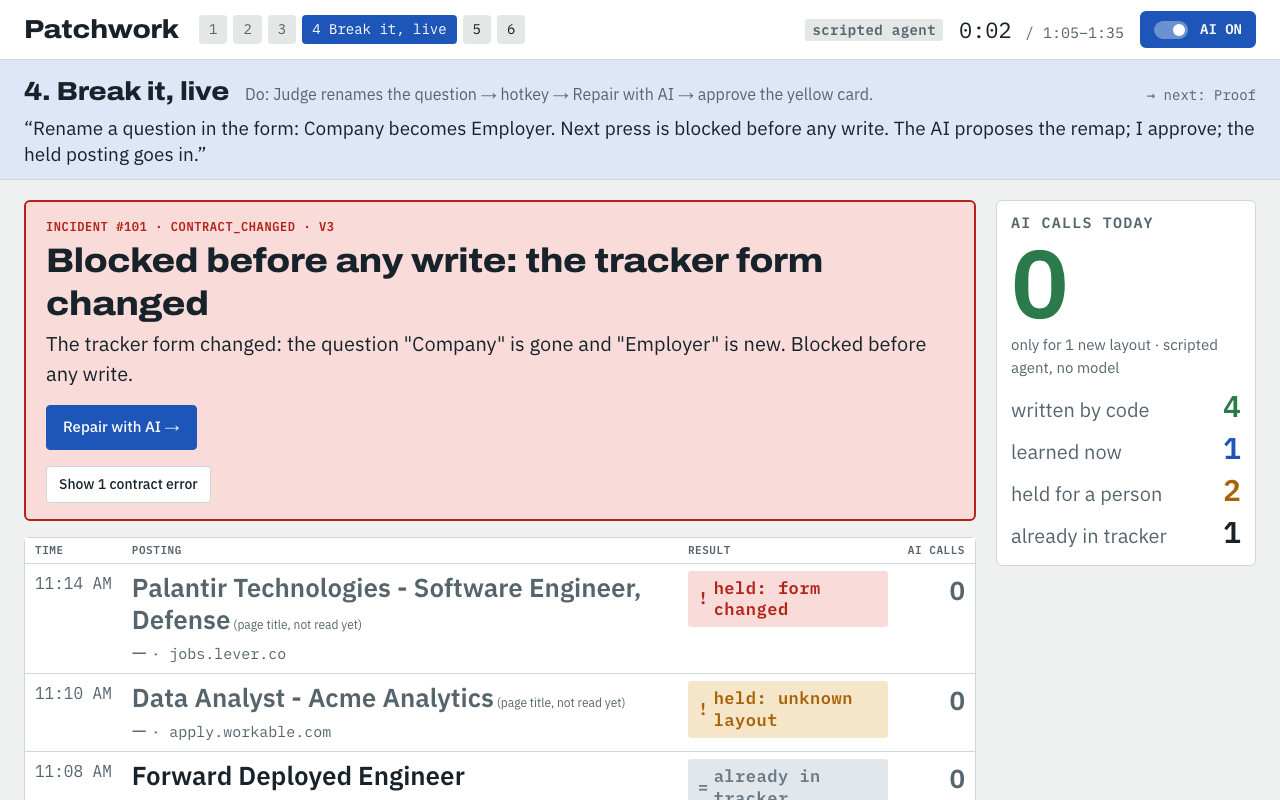 Patchwork
1
2
3
4 Break it, live
5
6
scripted agent
0:02 / 1:05–1:35
AI ON
4. Break it, live
Do: Judge renames the question → hotkey → Repair with AI → approve the yellow card.
→ next: Proof
“Rename a question in the form: Company becomes Employer. Next press is blocked before any write. The AI proposes the remap; I approve; the
held posting goes in.”
INCIDENT #101 · CONTRACT_CHANGED · V3
Blocked before any write: the tracker form
changed
The tracker form changed: the question "Company" is gone and "Employer" is new. Blocked before
any write.
Repair with AI →
Show 1 contract error
AI CALLS TODAY
0
only for 1 new layout · scripted
agent, no model
written by code 4
learned now 1
held for a person 2
already in tracker 1
TIME POSTING RESULT AI CALLS
11:14 AM
Palantir Technologies - Software Engineer,
Defense (page title, not read yet)
— · jobs.lever.co
! held: form
changed
0
11:10 AM
Data Analyst - Acme Analytics (page title, not read yet)
— · apply.workable.com
! held: unknown
layout
0
11:08 AM
Forward Deployed Engineer
= already in
tracker
0